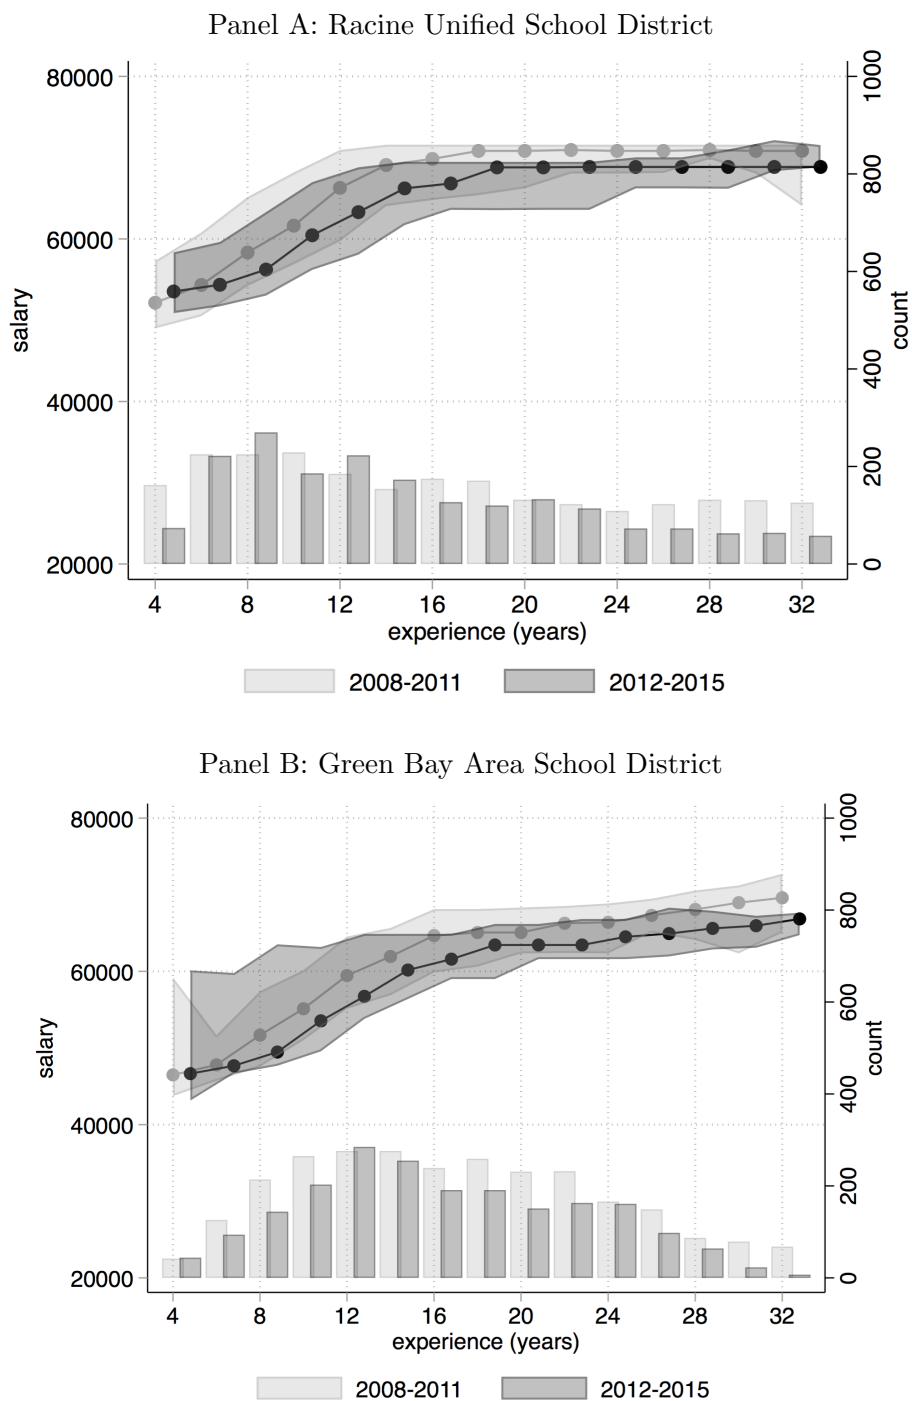 Panel A: Racine Unified School District
80000
60000
40000
20000
salary
1000
800
600
400
200
0
count
4 8 12 16 20 24 28 32
experience (years)
2008-2011 2012-2015
Panel B: Green Bay Area School District
80000
60000
40000
20000
salary
1000
800
600
400
200
0
count
4 8 12 16 20 24 28 32
experience (years)
2008-2011 2012-2015